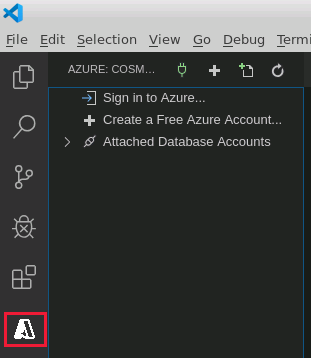 File Edit Selection View Go Debug Termi
AZURE: COSM...
Sign in to Azure...
Create a Free Azure Account...
Attached Database Accounts